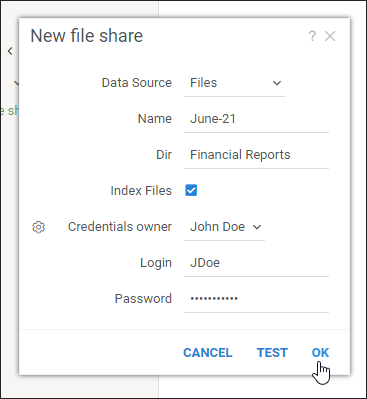 New file share ?
e sh
Data Source Files
Name June-21
Dir Financial Reports
Index Files
Credentials owner John Doe
Login JDoe
Password •••••••••••
CANCEL TEST OK